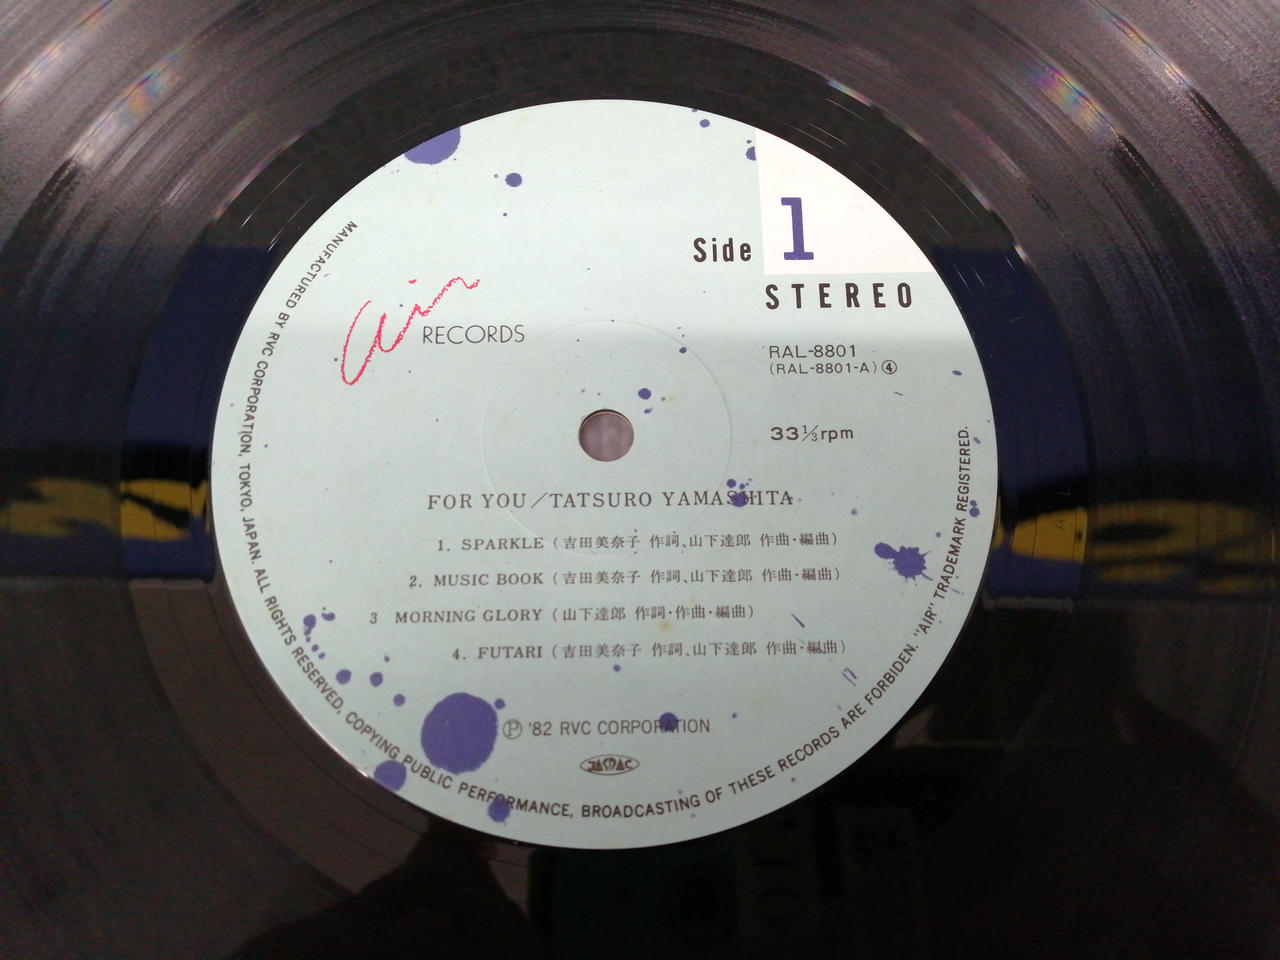 Side 1
STEREO
Air RECORDS
RAL-8801
(RAL-8801-A)④
33⅓rpm
FOR YOU/TATSURO YAMASHITA
1. SPARKLE (吉田美奈子 作詞、山下達郎 作曲・編曲)
2. MUSIC BOOK (吉田美奈子 作詞、山下達郎 作曲・編曲)
3 MORNING GLORY (山下達郎 作詞・作曲・編曲)
4. FUTARI (吉田美奈子 作詞、山下達郎 作曲・編曲)
Ⓟ '82 RVC CORPORATION
JASRAC
MANUFACTURED BY RVC CORPORATION, TOKYO, JAPAN. ALL RIGHTS RESERVED. COPYING PUBLIC PERFORMANCE, BROADCASTING OF THESE RECORDS ARE FORBIDDEN. "AIR" TRADEMARK REGISTERED.